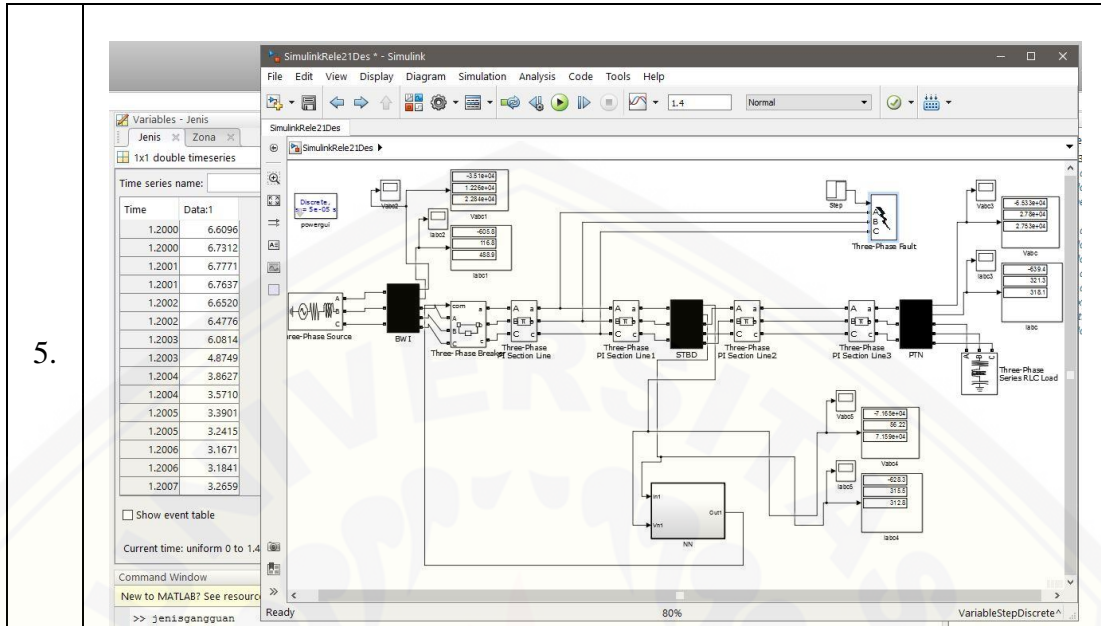 5.
SimulinkRele21Des * - Simulink
File Edit View Display Diagram Simulation Analysis Code Tools Help
1.4
Normal
SimulinkRele21Des
SimulinkRele21Des
Variables - Jenis
Jenis
Zona
1x1 double timeseries
Time series name:
Time Data:1
1.2000 6.6096
1.2000 6.7312
1.2001 6.7771
1.2001 6.7637
1.2002 6.6520
1.2002 6.4776
1.2003 6.0814
1.2003 4.8749
1.2004 3.8627
1.2004 3.5710
1.2005 3.3901
1.2005 3.2415
1.2006 3.1671
1.2006 3.1841
1.2007 3.2659
Show event table
Current time: uniform 0 to 1.4
Command Window
New to MATLAB? See resourc
>> jenisgangguan
Discrete,
= 5e-05 s
powergui
Vabc2
Iabc2
-3.51e+04
1.226e+04
2.284e+04
Vabc1
-605.8
116.8
488.9
Iabc1
Step
A
B
C
Three-Phase Fault
Vabc3
-6.533e+04
2.78e+04
2.753e+04
Vabc
Iabc3
-639.4
321.3
318.1
Iabc
A
B
C
hree-Phase Source
BWI
com
A a
B b
C c
Three-Phase Breaker
A a
B b
C c
Three-Phase
PI Section Line
A a
B b
C c
Three-Phase
PI Section Line1
STBD
A a
B b
C c
Three-Phase
PI Section Line2
A a
B b
C c
Three-Phase
PI Section Line3
PTN
A B C
Three-Phase
Series RLC Load
Vabc5
-7.165e+04
86.22
7.159e+04
Vabc4
Iabc5
-628.3
315.5
312.8
Iabc4
In1
Vn1
Out1
NN
Ready
80%
VariableStepDiscrete^
UNIVERSITAS